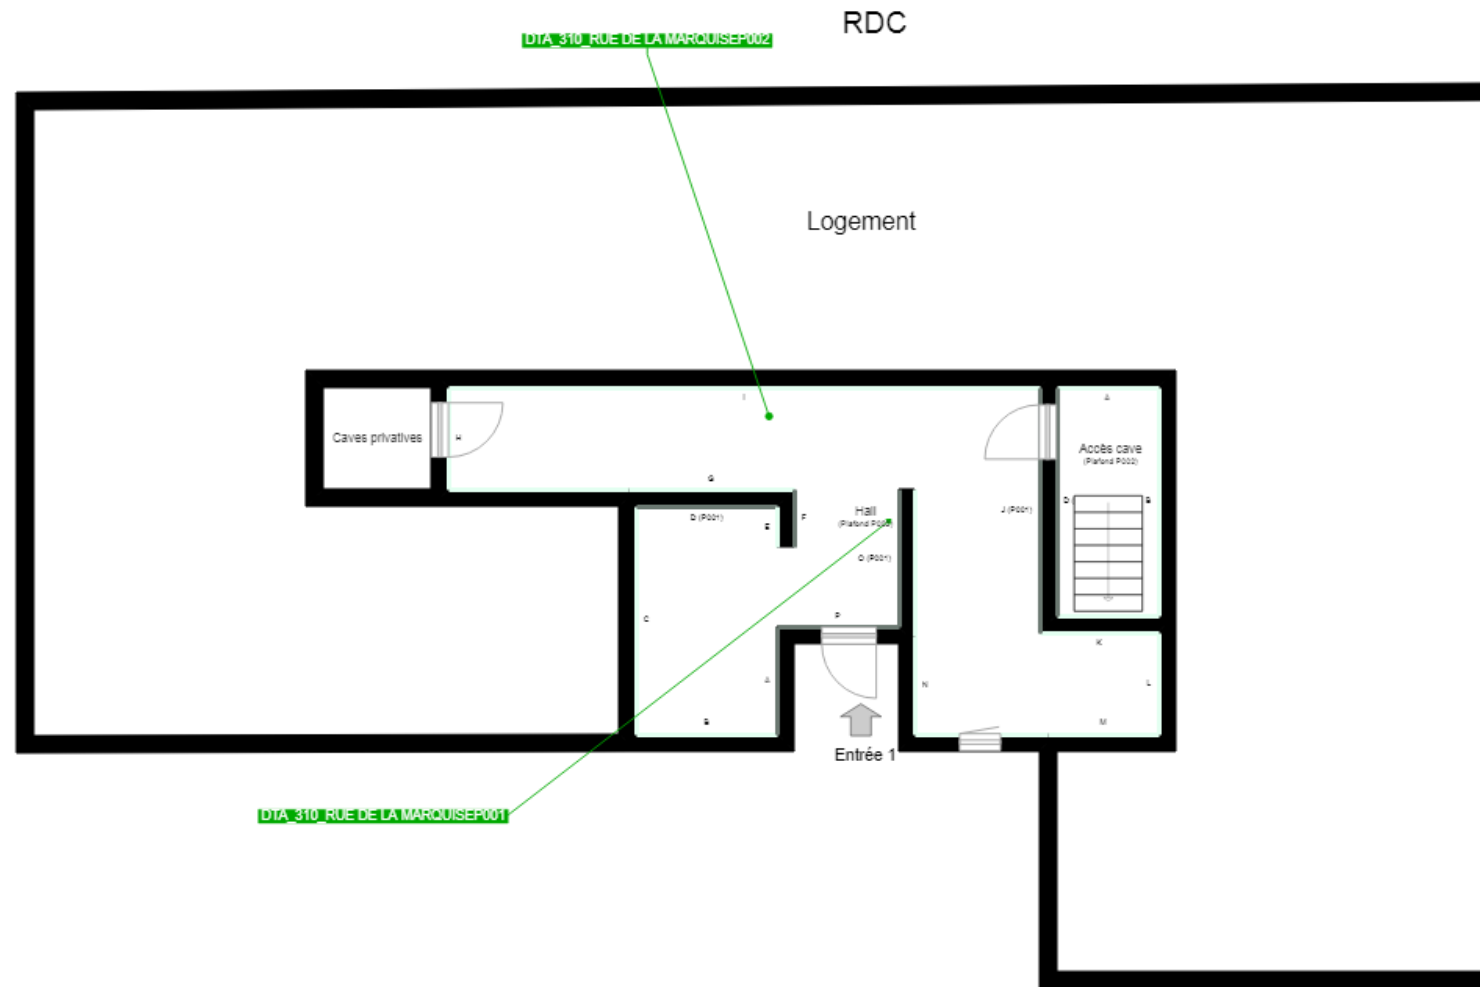 RDC
DTA_310_RUE DE LA MARQUISEP002
Logement
I
A
Caves privatives
H
Accès cave
(Plafond P002)
G
D
B
D (P001)
E
F
Hall
J (P001)
O (P001)
P
C
K
A
N
L
B
M
Entrée 1
DTA_310_RUE DE LA MARQUISEP001